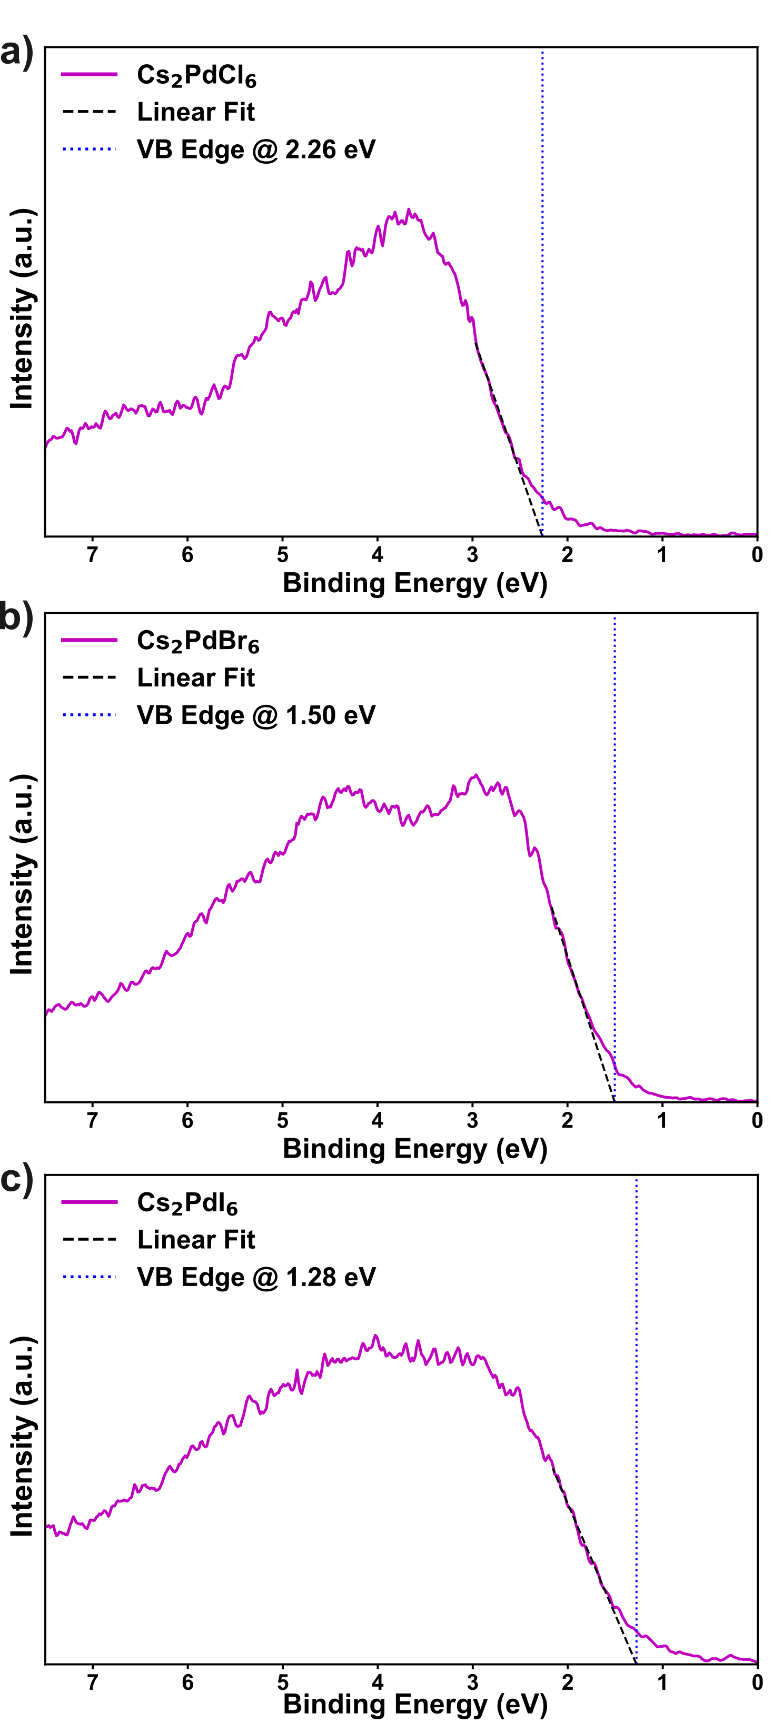 a)
Cs₂PdCl₆
Linear Fit
VB Edge @ 2.26 eV
Intensity (a.u.)
7 6 5 4 3 2 1 0
Binding Energy (eV)
b)
Cs₂PdBr₆
Linear Fit
VB Edge @ 1.50 eV
Intensity (a.u.)
7 6 5 4 3 2 1 0
Binding Energy (eV)
c)
Cs₂PdI₆
Linear Fit
VB Edge @ 1.28 eV
Intensity (a.u.)
7 6 5 4 3 2 1 0
Binding Energy (eV)